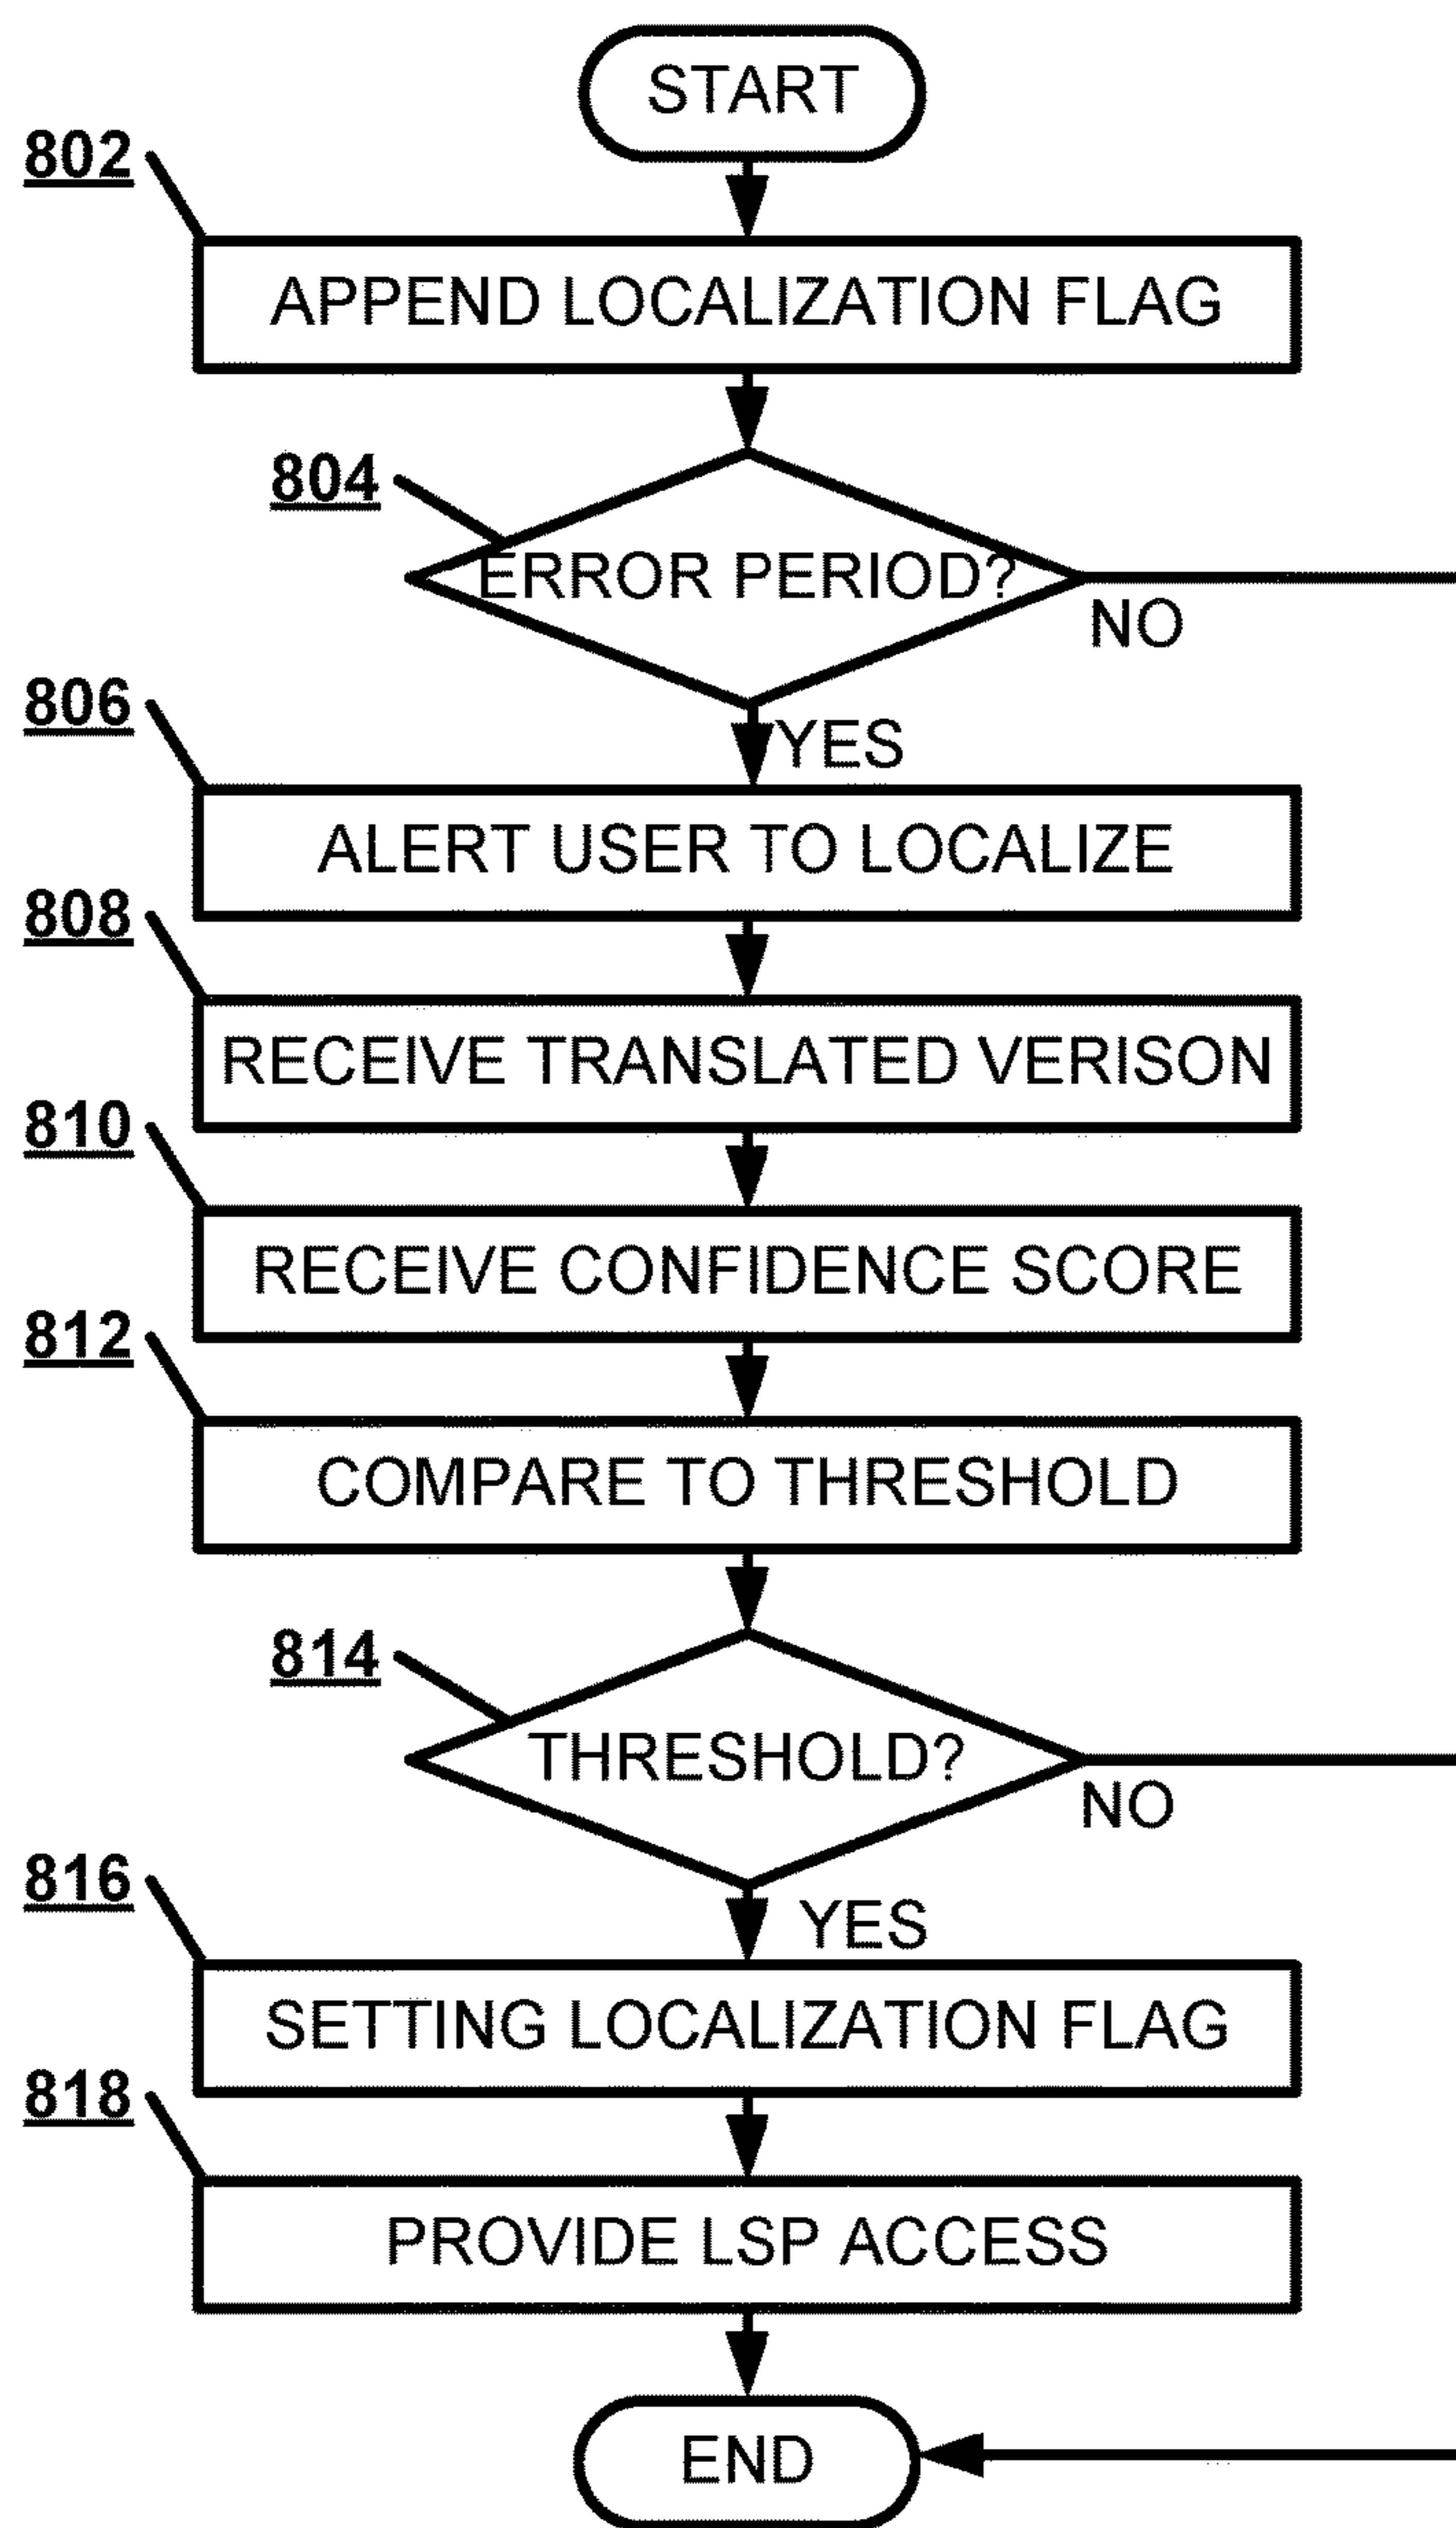 START
802
APPEND LOCALIZATION FLAG
804
ERROR PERIOD?
NO
YES
806
ALERT USER TO LOCALIZE
808
RECEIVE TRANSLATED VERISON
810
RECEIVE CONFIDENCE SCORE
812
COMPARE TO THRESHOLD
814
THRESHOLD?
NO
YES
816
SETTING LOCALIZATION FLAG
818
PROVIDE LSP ACCESS
END